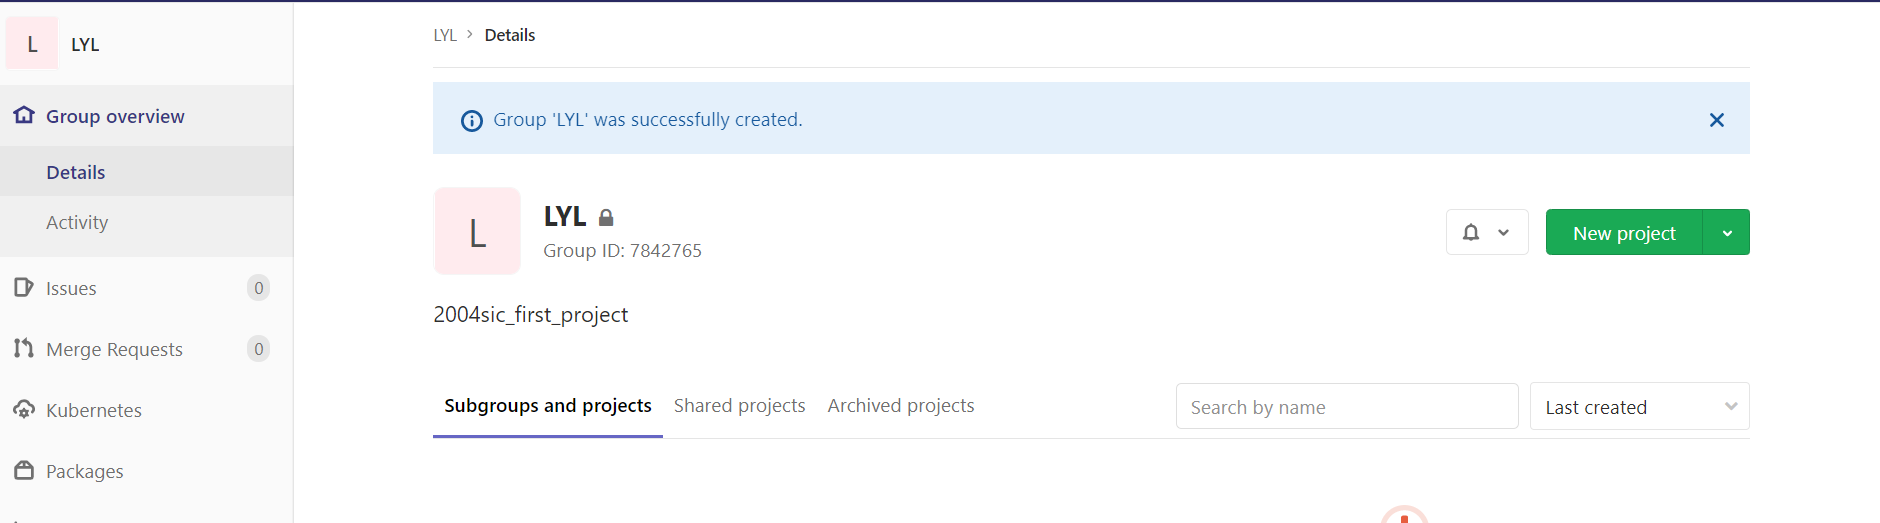 L LYL
Group overview
Details
Activity
Issues 0
Merge Requests 0
Kubernetes
Packages
LYL > Details
Group 'LYL' was successfully created.
L
LYL
Group ID: 7842765
New project
2004sic_first_project
Subgroups and projects Shared projects Archived projects Search by name Last created